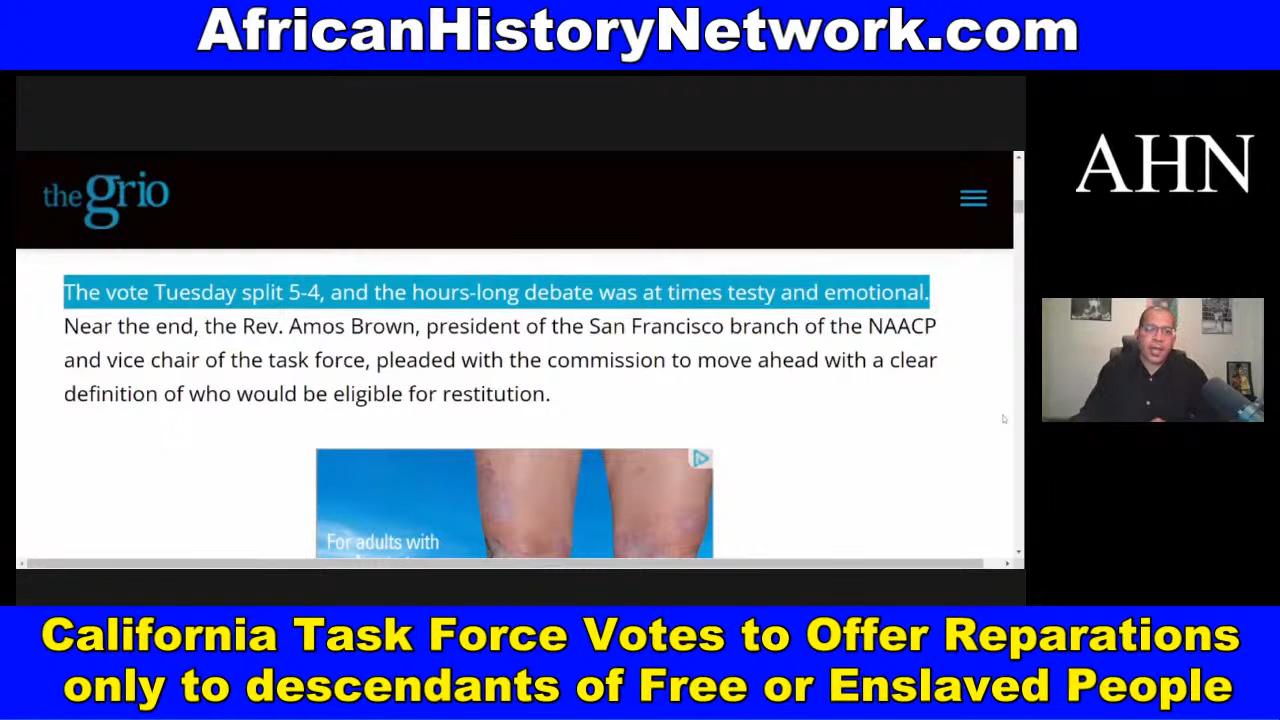 AfricanHistoryNetwork.com
AHN
the grio
The vote Tuesday split 5-4, and the hours-long debate was at times testy and emotional.
Near the end, the Rev. Amos Brown, president of the San Francisco branch of the NAACP
and vice chair of the task force, pleaded with the commission to move ahead with a clear
definition of who would be eligible for restitution.
For adults with
California Task Force Votes to Offer Reparations
only to descendants of Free or Enslaved People